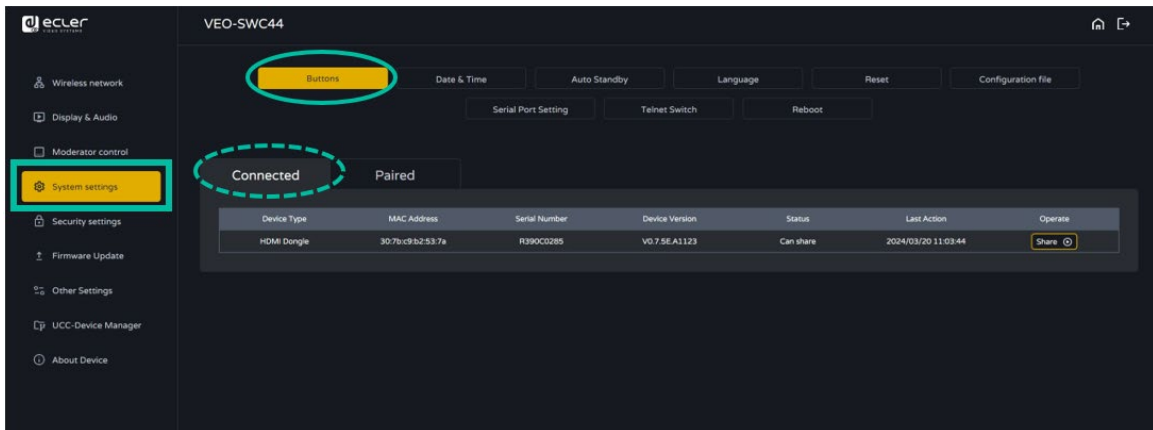 ecler VEO-SWC44
Wireless network
Display & Audio
Moderator control
System settings
Security settings
Firmware Update
Other Settings
UCC-Device Manager
About Device
Buttons Date & Time Auto Standby Language Reset Configuration file
Serial Port Setting Telnet Switch Reboot
Connected Paired
Device Type MAC Address Serial Number Device Version Status Last Action Operate
HDMI Dongle 30:7b:c9:b2:53:7a R390C0285 V0.7.5E.A1123 Can share 2024/03/20 11:03:44 Share